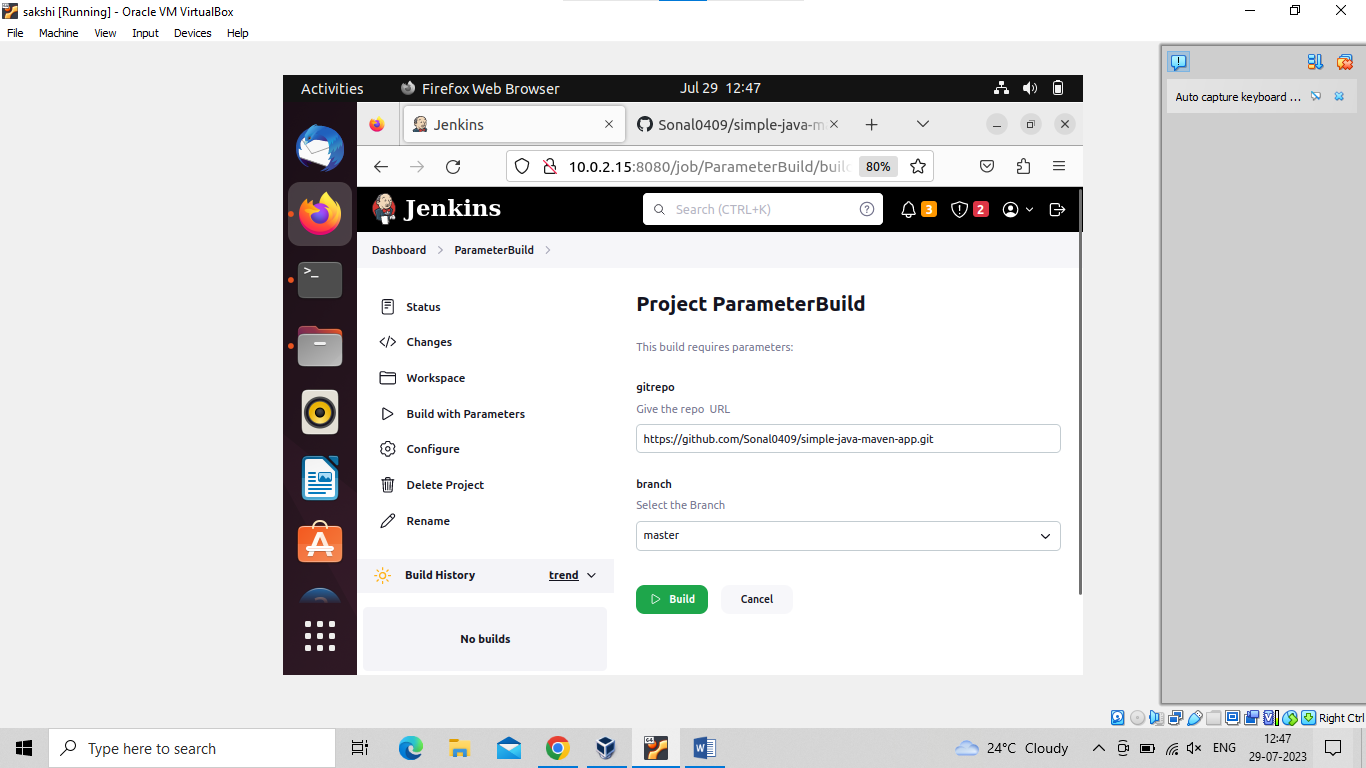 sakshi [Running] - Oracle VM VirtualBox
File Machine View Input Devices Help
Activities Firefox Web Browser Jul 29 12:47
Auto capture keyboard ...
Jenkins Sonal0409/simple-java-m
10.0.2.15:8080/job/ParameterBuild/build 80%
Jenkins Search (CTRL+K) 3 2
Dashboard ParameterBuild
Status
Changes
Workspace
Build with Parameters
Configure
Delete Project
Rename
Build History trend
No builds
Project ParameterBuild
This build requires parameters:
gitrepo
Give the repo URL
https://github.com/Sonal0409/simple-java-maven-app.git
branch
Select the Branch
master
Build Cancel
Right Ctrl
Type here to search
24°C Cloudy
ENG
12:47
29-07-2023